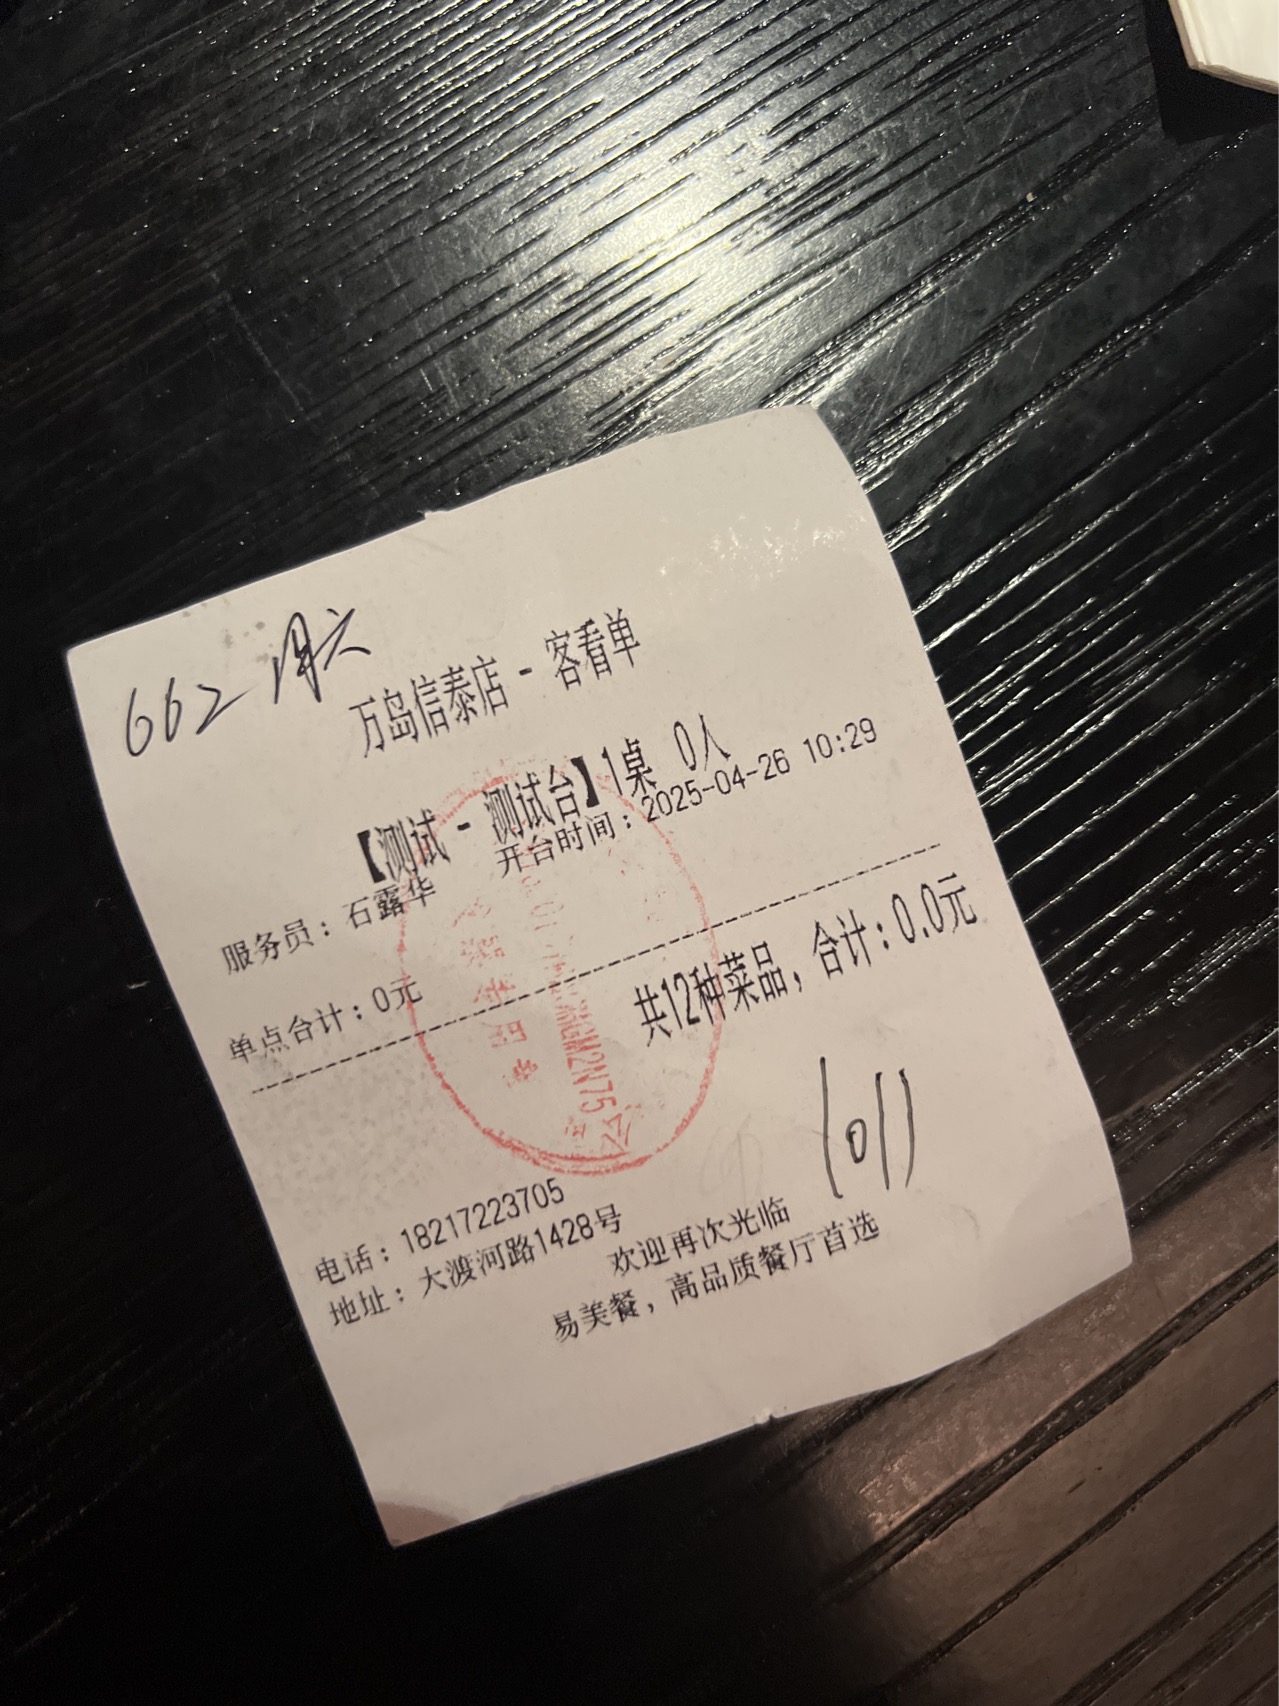 662 周六
万岛信泰店 - 客看单
【测试 - 测试台】1桌 0人
服务员：石露华 开台时间：2025-04-26 10:29
单点合计：0元
共12种菜品，合计：0.0元
1011
电话：18217223705
地址：大渡河路1428号
欢迎再次光临
易美餐，高品质餐厅首选